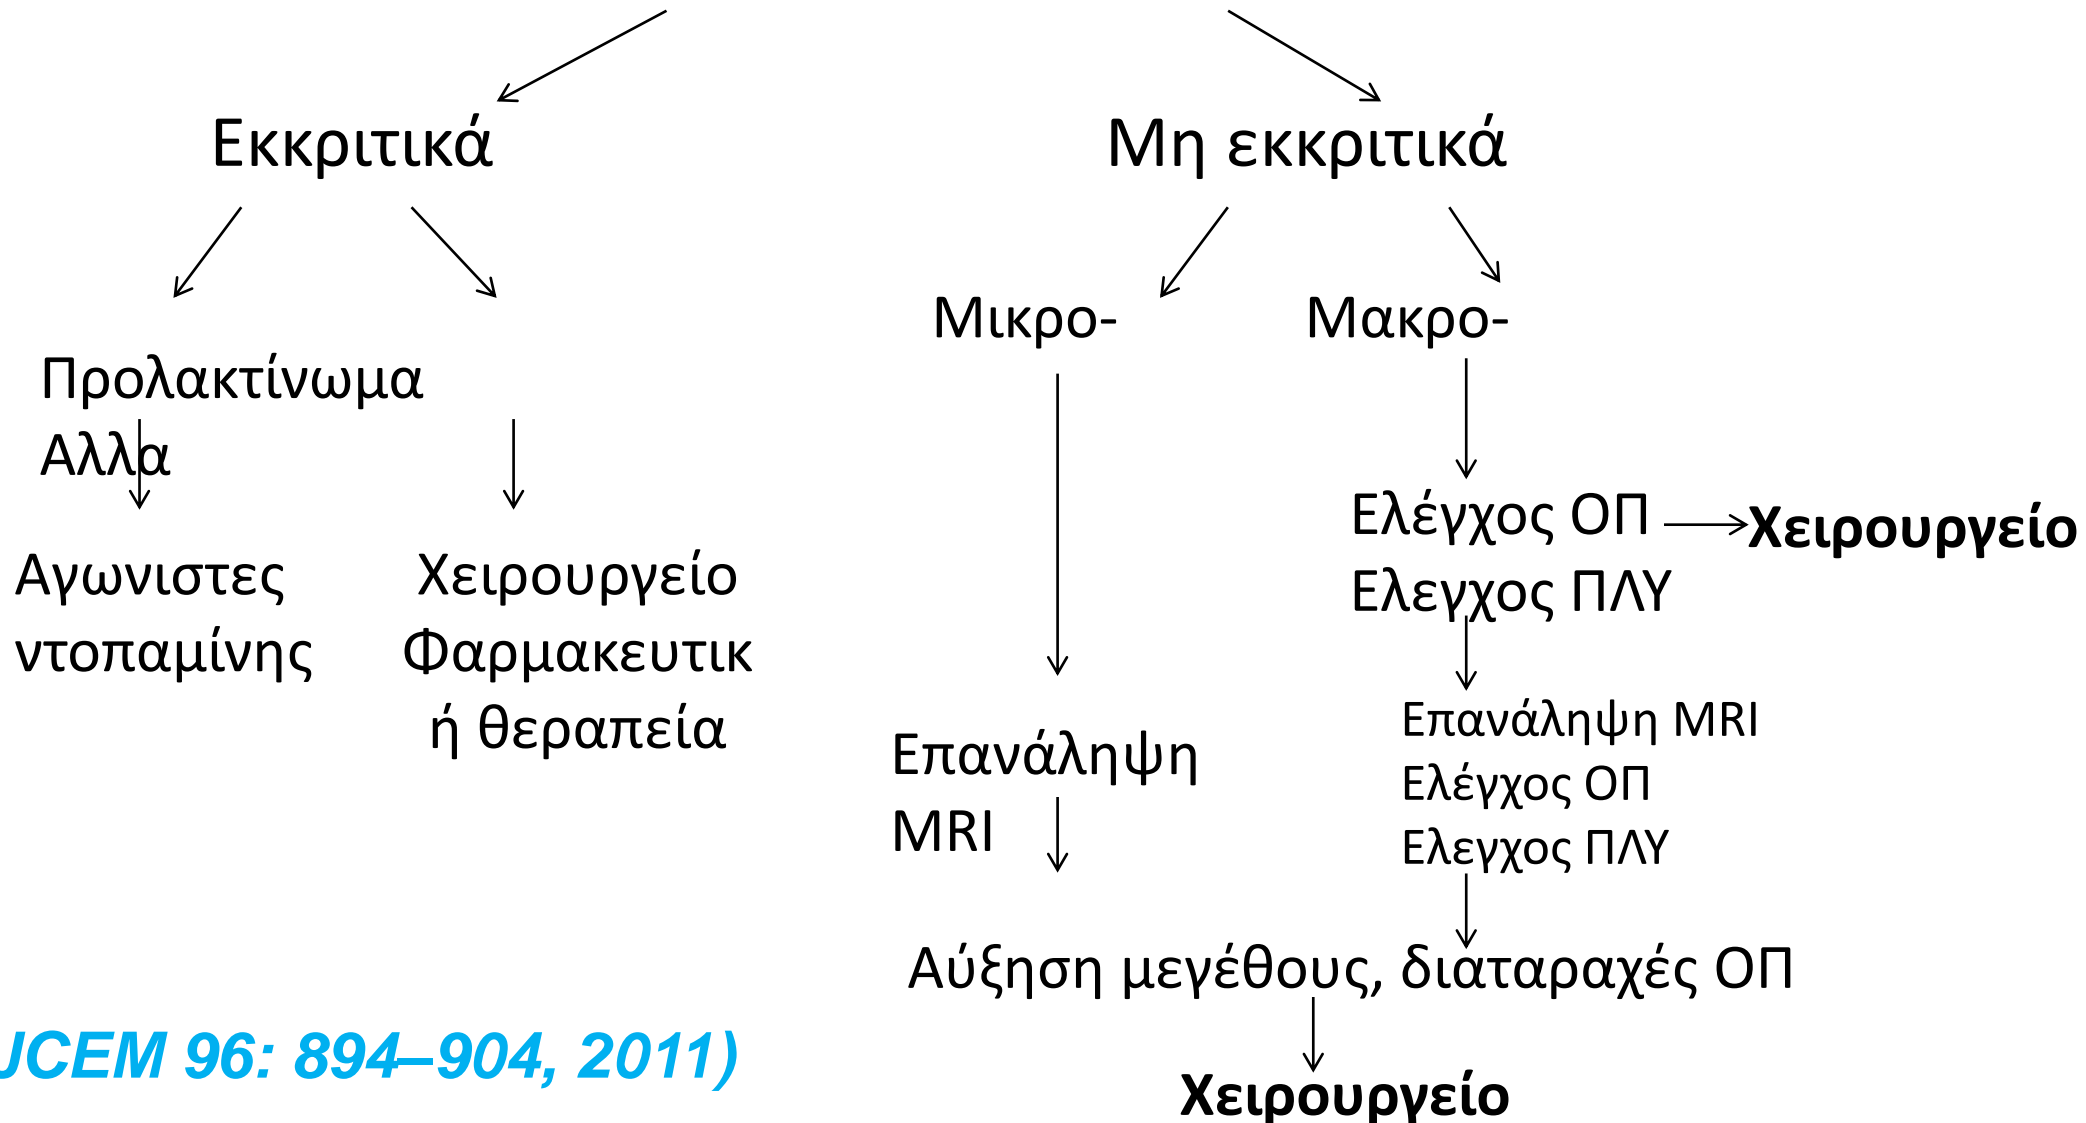 Εκκριτικά
Μη εκκριτικά
Μικρο-
Μακρο-
Προλακτίνωμα
Αλλα
Ελέγχος ΟΠ
Χειρουργείο
Ελεγχος ΠΛΥ
Αγωνιστες
ντοπαμίνης
Χειρουργείο
Φαρμακευτικ
ή θεραπεία
Επανάληψη
MRI
Επανάληψη MRI
Ελέγχος ΟΠ
Ελεγχος ΠΛΥ
Αύξηση μεγέθους, διαταραχές ΟΠ
JCEM 96: 894–904, 2011)
Χειρουργείο